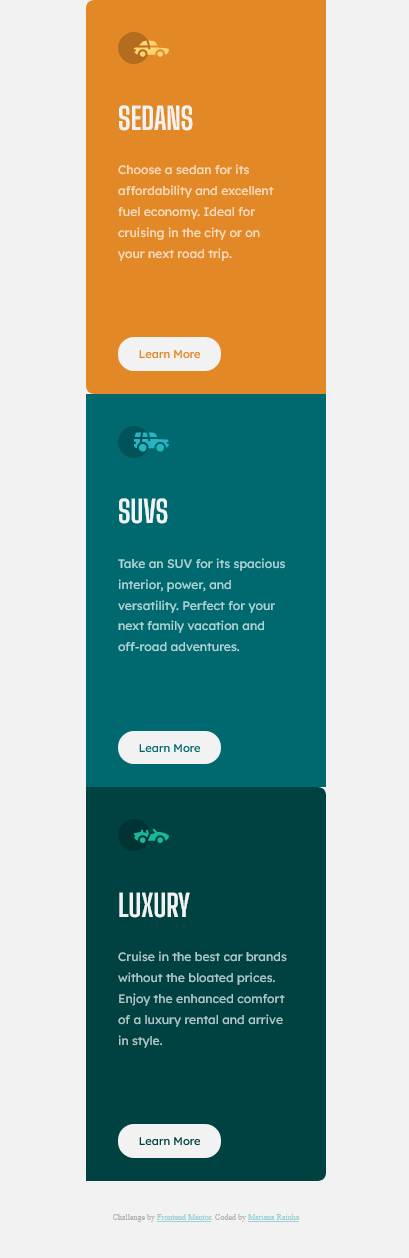 SEDANS
Choose a sedan for its
affordability and excellent
fuel economy. Ideal for
cruising in the city or on
your next road trip.
Learn More
SUVS
Take an SUV for its spacious
interior, power, and
versatility. Perfect for your
next family vacation and
off-road adventures.
Learn More
LUXURY
Cruise in the best car brands
without the bloated prices.
Enjoy the enhanced comfort
of a luxury rental and arrive
in style.
Learn More
Challenge by Frontend Mentor. Coded by Mariana Rainha